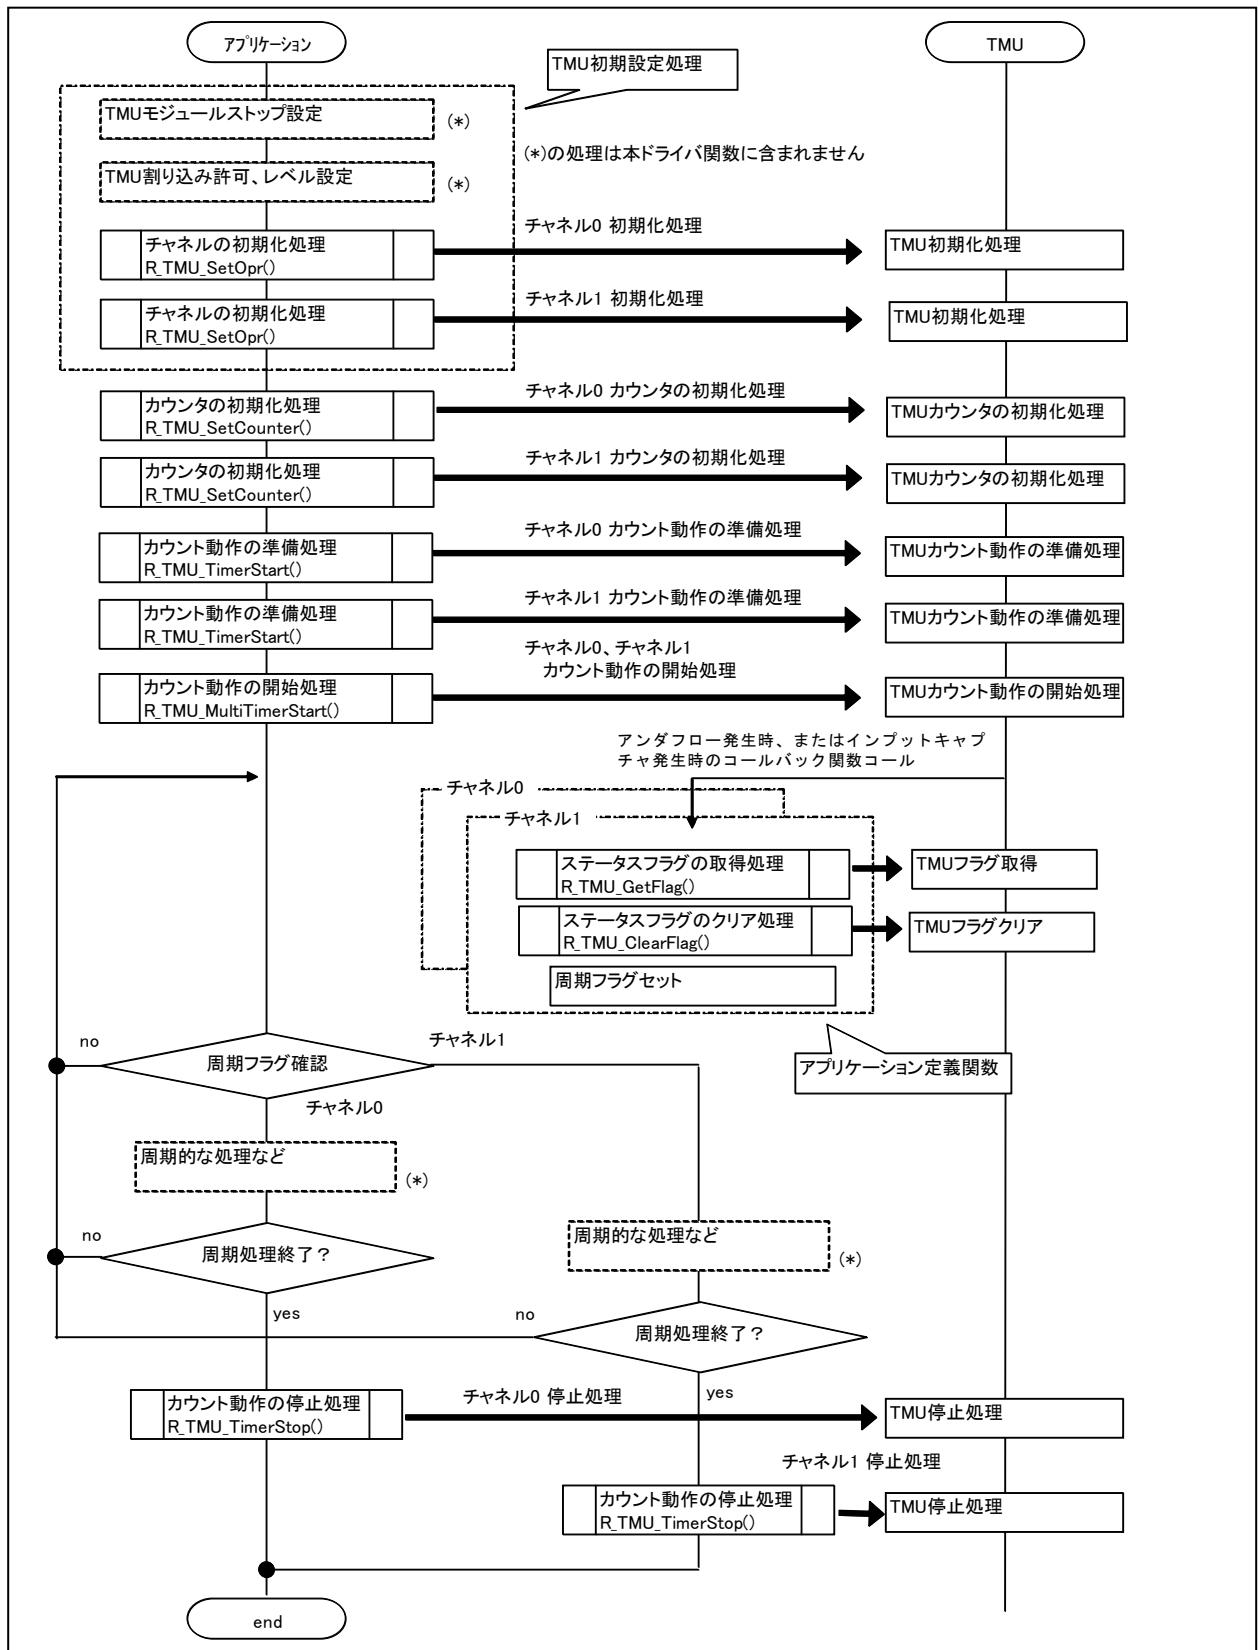 アプリケーション
TMU
TMU初期設定処理
TMUモジュールストップ設定
(*)
(*)の処理は本ドライバ関数に含まれません
TMU割り込み許可、レベル設定
(*)
チャネル0 初期化処理
チャネルの初期化処理
R_TMU_SetOpr()
TMU初期化処理
チャネル1 初期化処理
チャネルの初期化処理
R_TMU_SetOpr()
TMU初期化処理
チャネル0 カウンタの初期化処理
カウンタの初期化処理
R_TMU_SetCounter()
TMUカウンタの初期化処理
チャネル1 カウンタの初期化処理
カウンタの初期化処理
R_TMU_SetCounter()
TMUカウンタの初期化処理
チャネル0 カウント動作の準備処理
カウント動作の準備処理
R_TMU_TimerStart()
TMUカウント動作の準備処理
チャネル1 カウント動作の準備処理
カウント動作の準備処理
R_TMU_TimerStart()
TMUカウント動作の準備処理
チャネル0、チャネル1
カウント動作の開始処理
カウント動作の開始処理
R_TMU_MultiTimerStart()
TMUカウント動作の開始処理
アンダフロー発生時、またはインプットキャプ
チャ発生時のコールバック関数コール
チャネル0
チャネル1
ステータスフラグの取得処理
R_TMU_GetFlag()
TMUフラグ取得
ステータスフラグのクリア処理
R_TMU_ClearFlag()
TMUフラグクリア
周期フラグセット
no
チャネル1
周期フラグ確認
アプリケーション定義関数
チャネル0
周期的な処理など
(*)
no
周期処理終了？
周期的な処理など
(*)
yes
no
周期処理終了？
yes
チャネル0 停止処理
カウント動作の停止処理
R_TMU_TimerStop()
TMU停止処理
チャネル1 停止処理
カウント動作の停止処理
R_TMU_TimerStop()
TMU停止処理
end